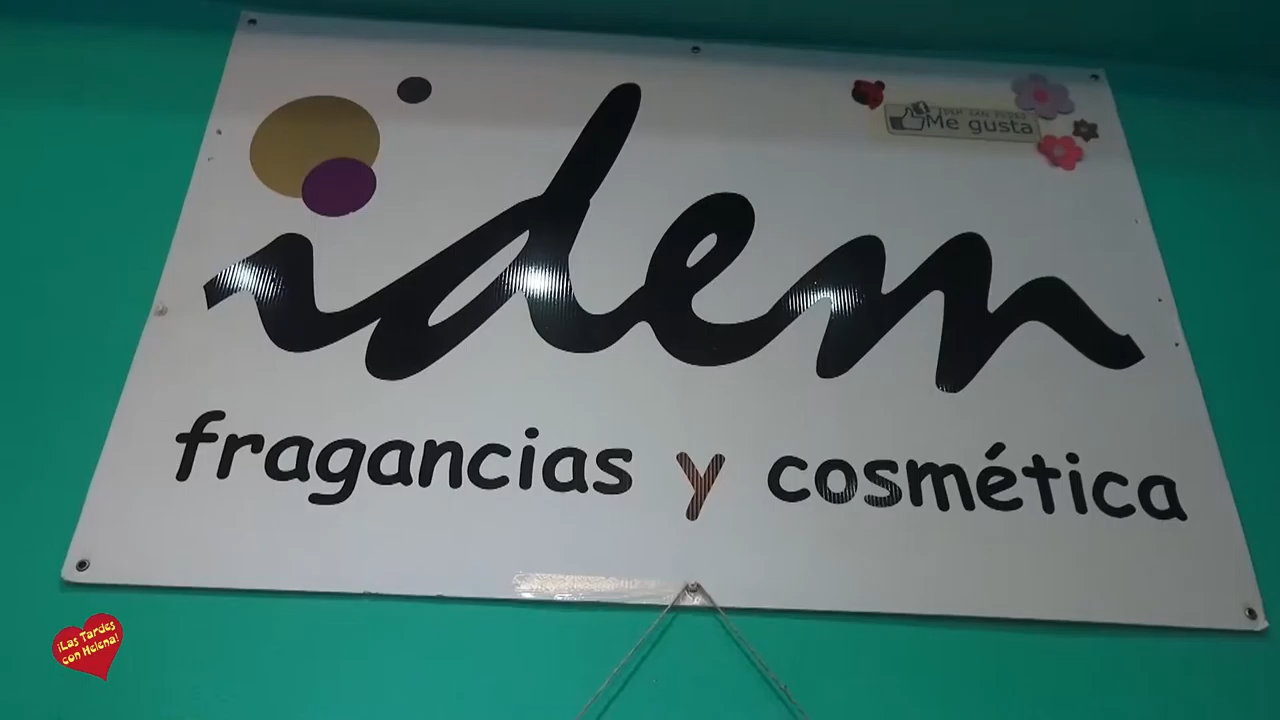 idem
Me gusta
fragancias y cosmética
¡Las Tardes
con Helena!